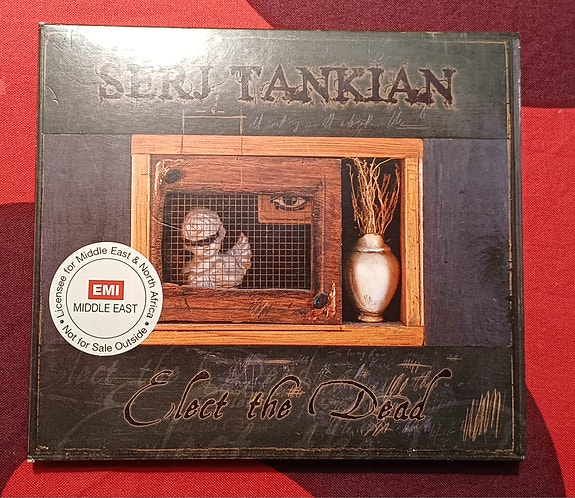 SERJ TANKIAN
Licensee for Middle East & North Africa
EMI
MIDDLE EAST
• Not for Sale Outside •
Elect the Dead